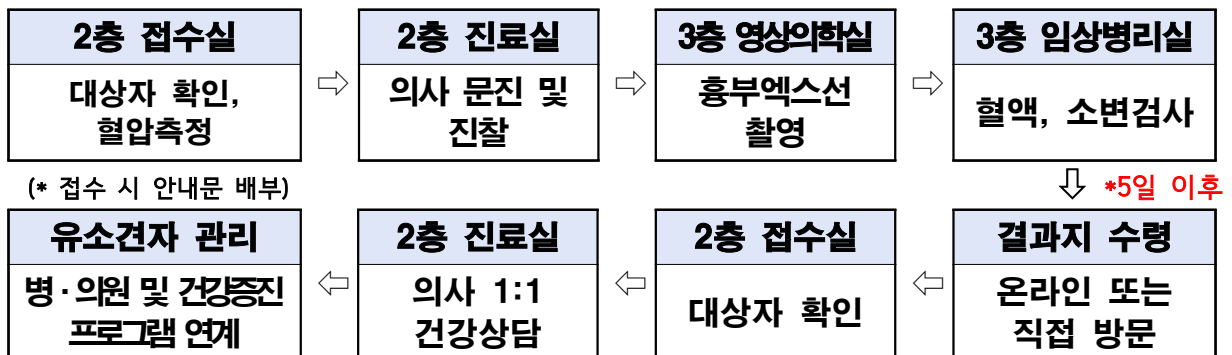 2층 접수실
대상자 확인,
혈압측정
⇨
2층 진료실
의사 문진 및
진찰
⇨
3층 영상의학실
흉부엑스선
촬영
⇨
3층 임상병리실
혈액, 소변검사
(* 접수 시 안내문 배부)
⇩ *5일 이후
결과지 수령
온라인 또는
직접 방문
⇦
2층 접수실
대상자 확인
⇦
2층 진료실
의사 1:1
건강상담
⇦
유소견자 관리
병·의원 및 건강증진
프로그램 연계